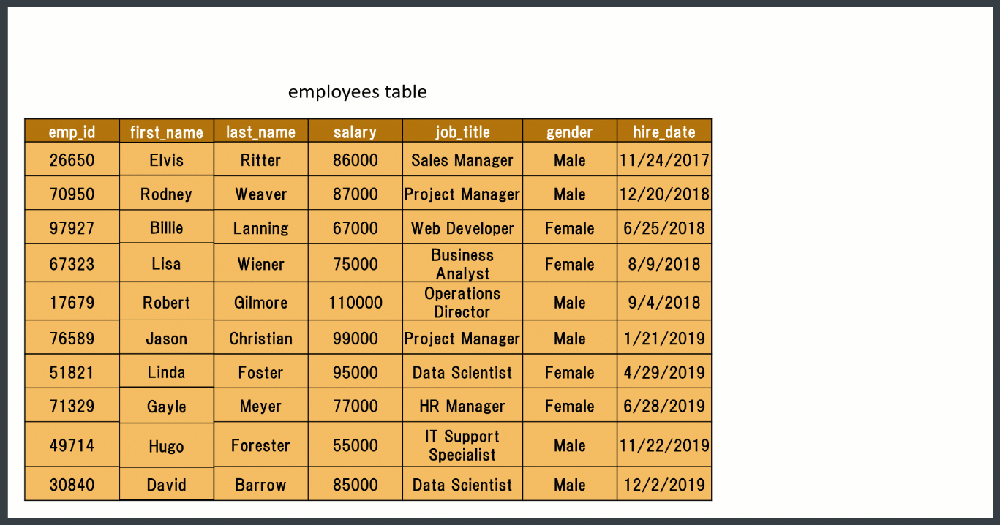 employees table
emp_id first_name last_name salary job_title gender hire_date
26650 Elvis Ritter 86000 Sales Manager Male 11/24/2017
70950 Rodney Weaver 87000 Project Manager Male 12/20/2018
97927 Billie Lanning 67000 Web Developer Female 6/25/2018
67323 Lisa Wiener 75000 Business
Analyst Female 8/9/2018
17679 Robert Gilmore 110000 Operations
Director Male 9/4/2018
76589 Jason Christian 99000 Project Manager Male 1/21/2019
51821 Linda Foster 95000 Data Scientist Female 4/29/2019
71329 Gayle Meyer 77000 HR Manager Female 6/28/2019
49714 Hugo Forester 55000 IT Support
Specialist Male 11/22/2019
30840 David Barrow 85000 Data Scientist Male 12/2/2019